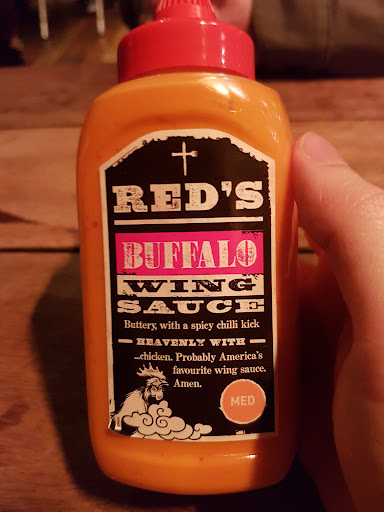 RED'S
BUFFALO
WING
SAUCE
Buttery, with a spicy chilli kick
HEAVENLY WITH
...chicken. Probably America's
favourite wing sauce.
Amen.
MED